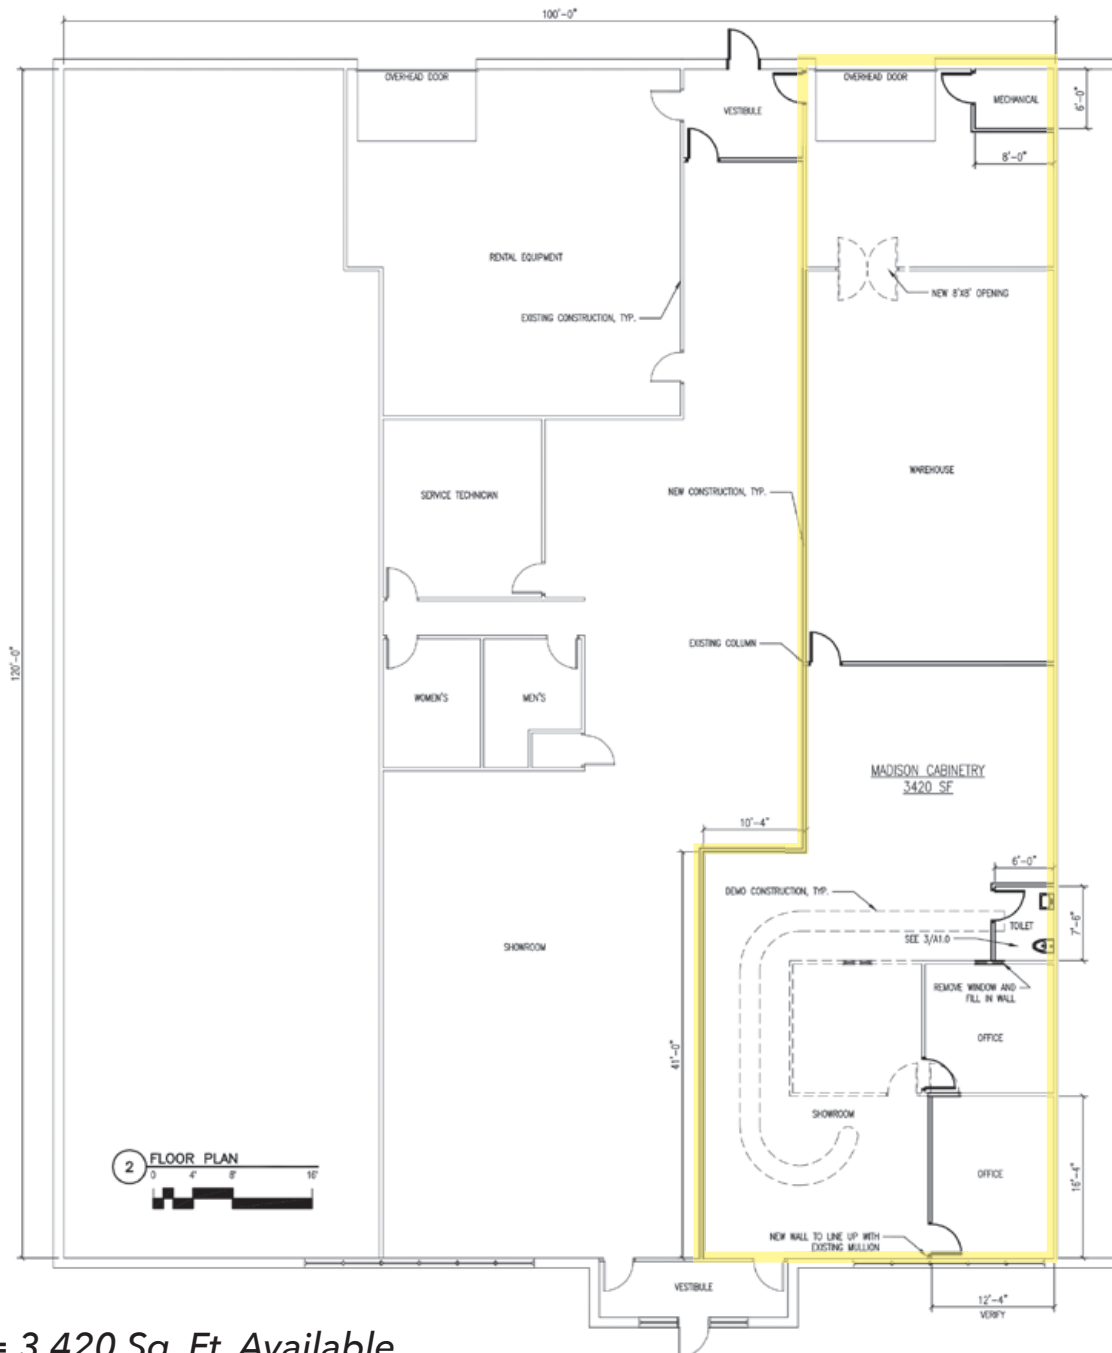 100'-0"
OVERHEAD DOOR
OVERHEAD DOOR
MECHANICAL
6'-0"
VESTIBULE
8'-0"
RENTAL EQUIPMENT
NEW 8'X8' OPENING
EXISTING CONSTRUCTION, TYP.
WAREHOUSE
SERVICE TECHNICIAN
NEW CONSTRUCTION, TYP.
EXISTING COLUMN
120'-0"
WOMEN'S
MEN'S
MADISON CABINETRY
3420 SF
10'-4"
6'-0"
DEMO CONSTRUCTION, TYP.
7'-6"
TOILET
SEE 3/A1.0
SHOWROOM
REMOVE WINDOW AND
FILL IN WALL
OFFICE
41'-0"
SHOWROOM
2
FLOOR PLAN
0 4' 8' 16'
OFFICE
16'-4"
NEW WALL TO LINE UP WITH
EXISTING MULLION
VESTIBULE
12'-4"
VERIFY
= 3,420 Sq. Ft. Available